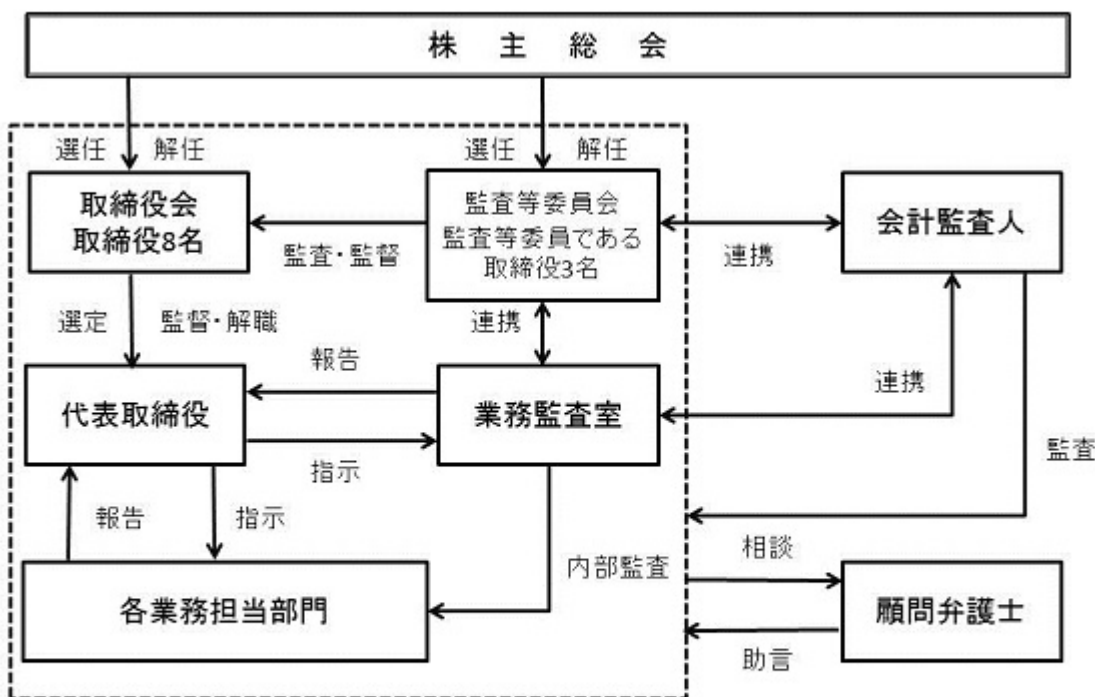 株 主 総 会
選任 解任
選任 解任
取締役会
取締役8名
監査・監督
監査等委員会
監査等委員である
取締役3名
連携
会計監査人
選定 監督・解職
連携
報告
連携
代表取締役
業務監査室
指示
監査
報告 指示
内部監査
相談
各業務担当部門
顧問弁護士
助言